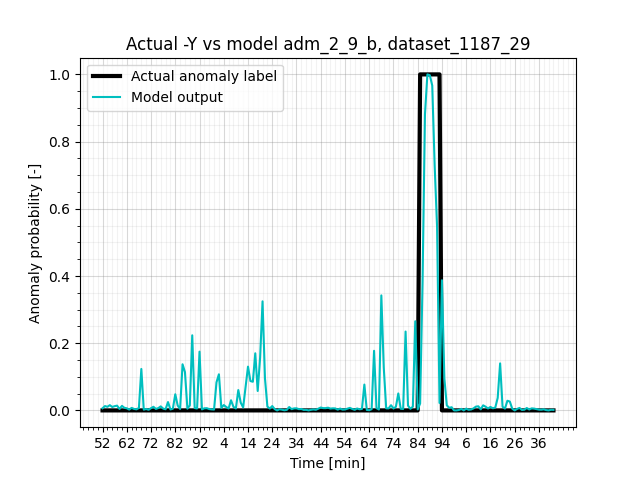 Actual -Y vs model adm_2_9_b, dataset_1187_29
Actual anomaly label
Model output
Anomaly probability [-]
1.0
0.8
0.6
0.4
0.2
0.0
52 62 72 82 92 4 14 24 34 44 54 64 74 84 94 6 16 26 36
Time [min]